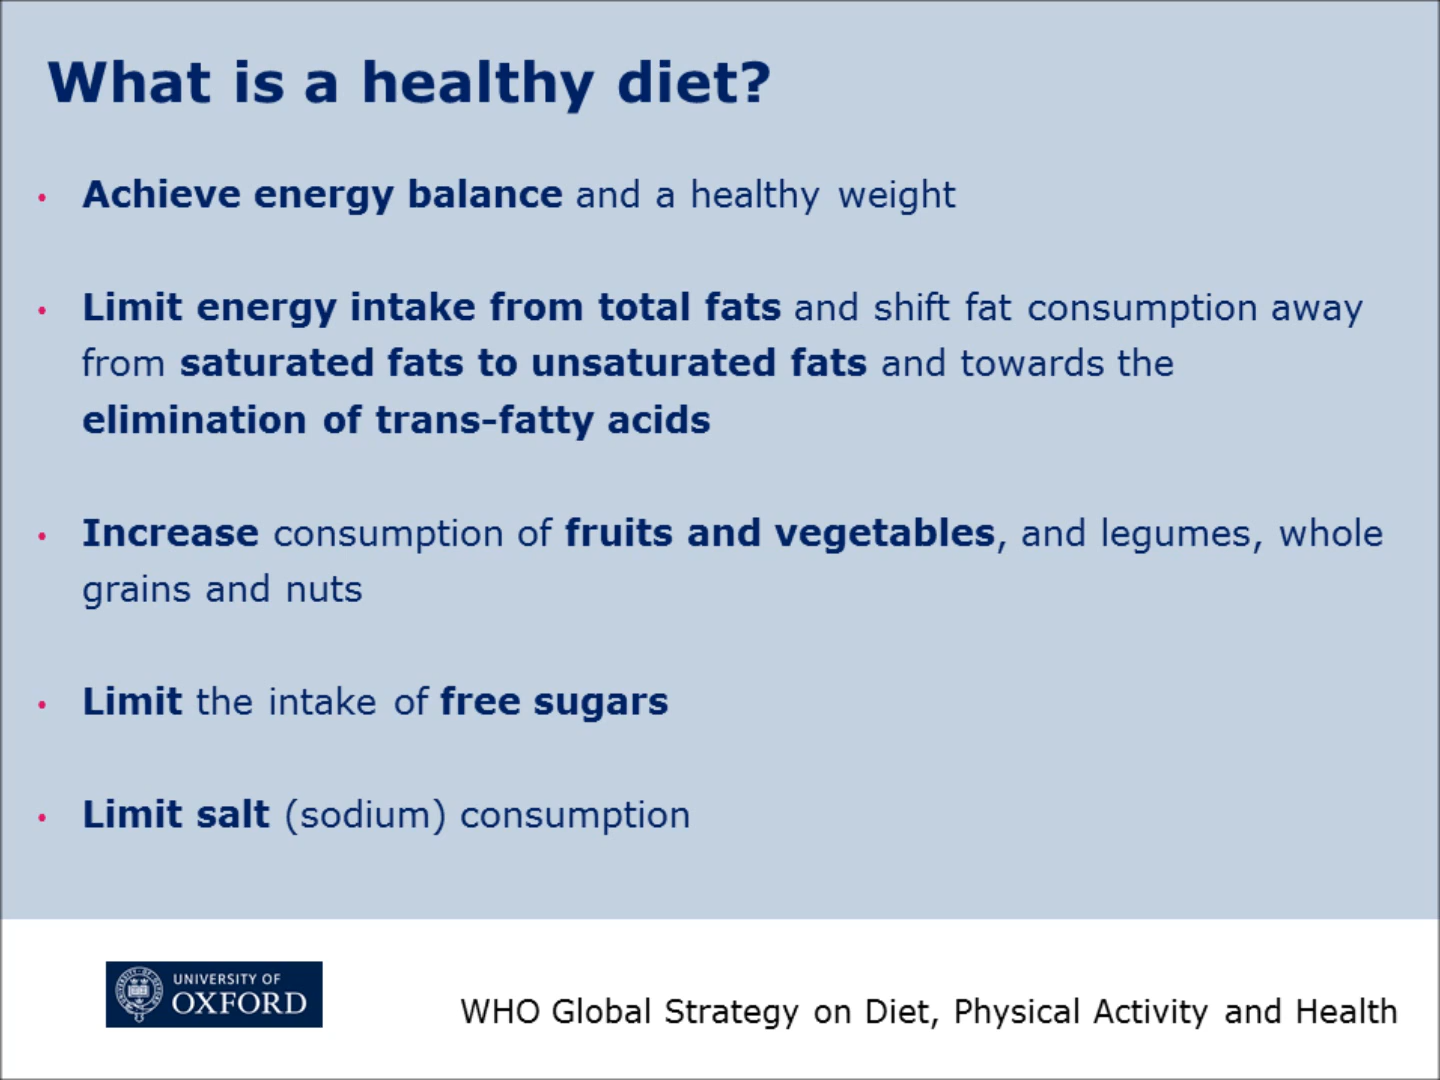 What is a healthy diet?
• Achieve energy balance and a healthy weight
• Limit energy intake from total fats and shift fat consumption away
from saturated fats to unsaturated fats and towards the
elimination of trans-fatty acids
• Increase consumption of fruits and vegetables, and legumes, whole
grains and nuts
• Limit the intake of free sugars
• Limit salt (sodium) consumption
UNIVERSITY OF
OXFORD
WHO Global Strategy on Diet, Physical Activity and Health